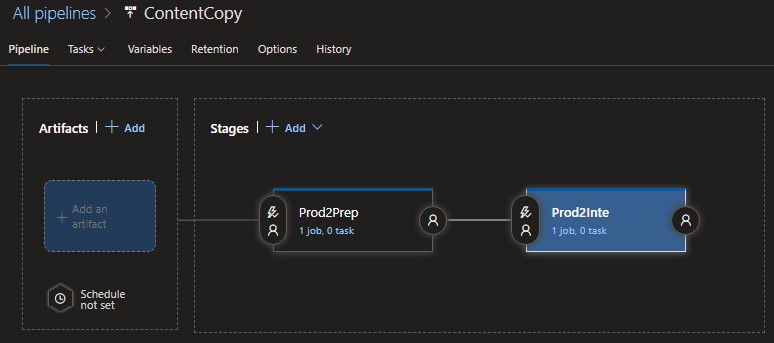 All pipelines > ContentCopy
Pipeline Tasks Variables Retention Options History
Artifacts | + Add
Stages | + Add
+ Add an
artifact
Schedule
not set
Prod2Prep
1 job, 0 task
Prod2Inte
1 job, 0 task